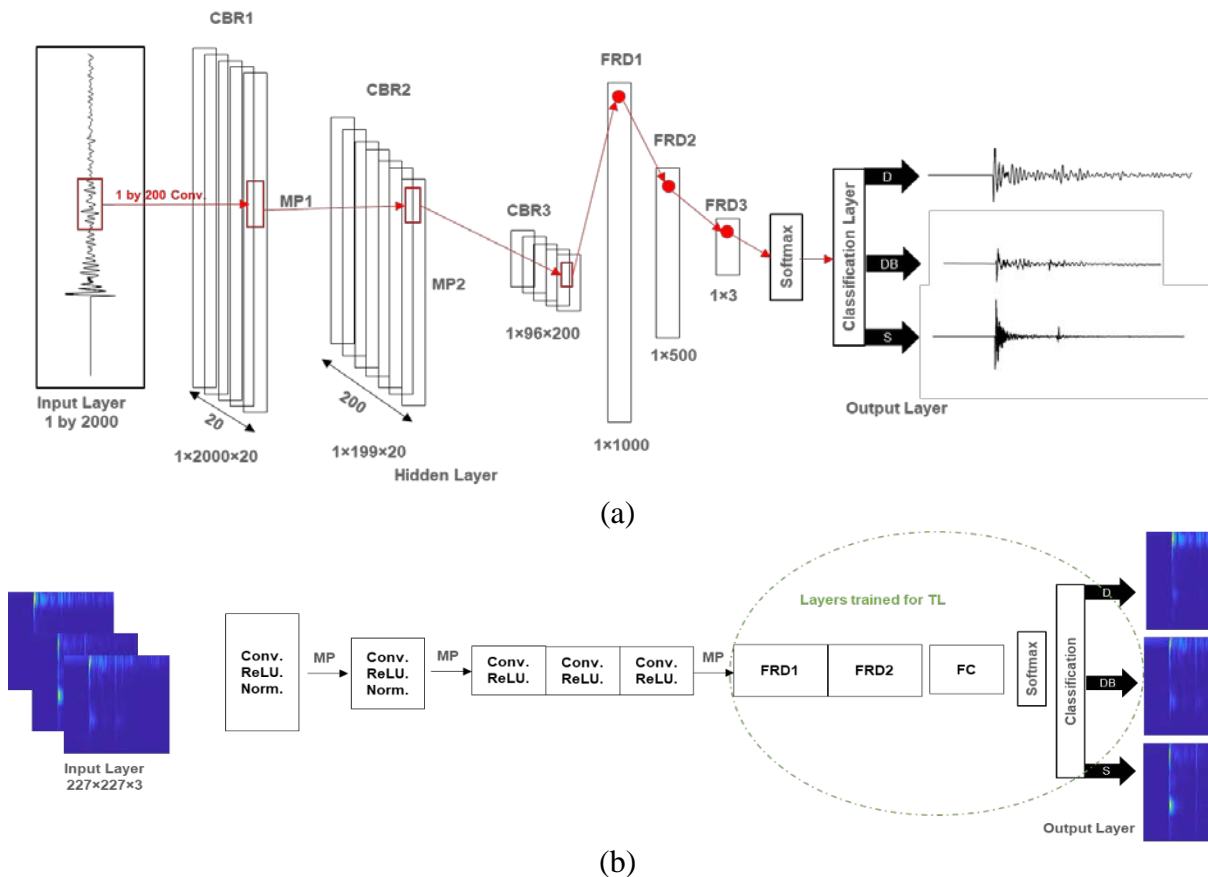 CBR1
CBR2
FRD1
FRD2
FRD3
CBR3
1 by 200 Conv.
MP1
MP2
Softmax
Classification Layer
D
DB
S
Input Layer
1 by 2000
20
1×2000×20
200
1×199×20
Hidden Layer
1×96×200
1×1000
1×500
1×3
Output Layer
(a)
Input Layer
227×227×3
Conv.
ReLU.
Norm.
MP
Conv.
ReLU.
Norm.
MP
Conv.
ReLU.
Conv.
ReLU.
Conv.
ReLU.
MP
Layers trained for TL
FRD1
FRD2
FC
Softmax
Classification
D
DB
S
Output Layer
(b)